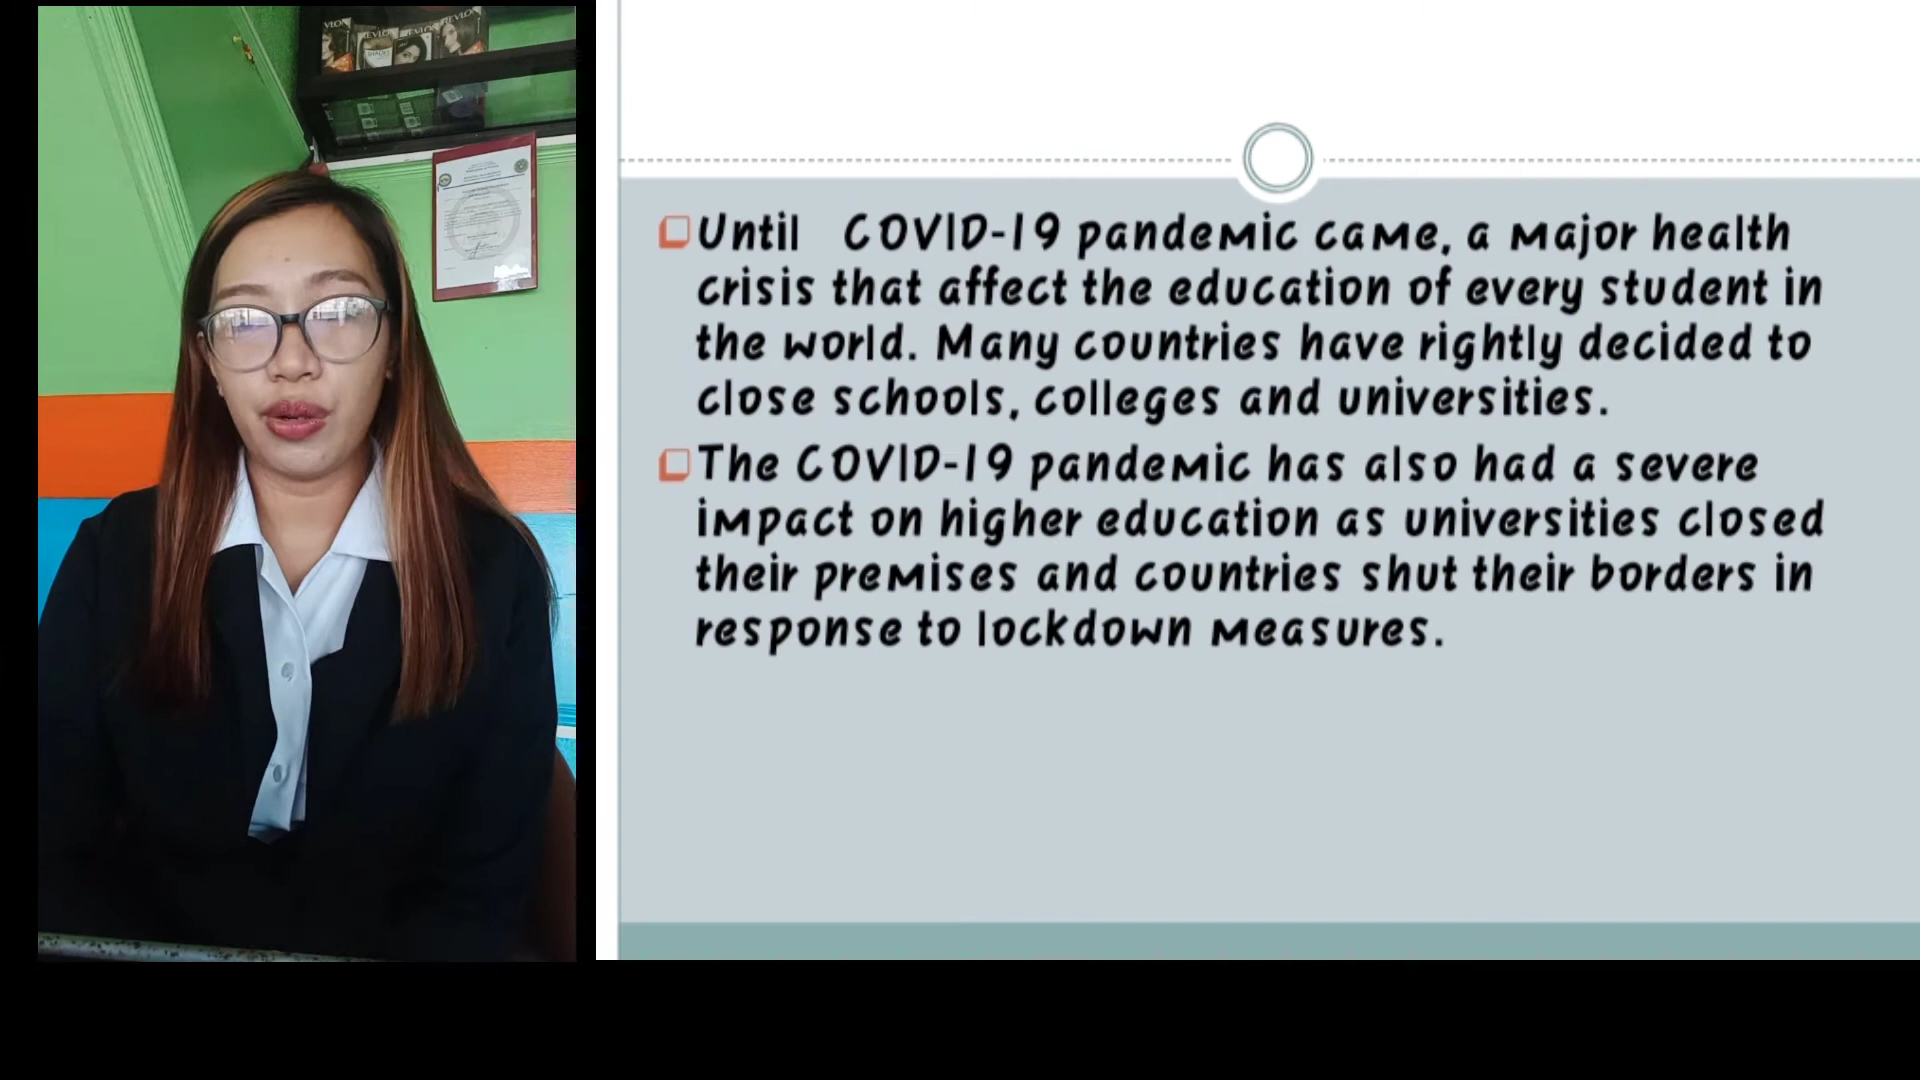 REVLON
Until COVID-19 pandemic came, a major health
crisis that affect the education of every student in
the world. Many countries have rightly decided to
close schools, colleges and universities.
The COVID-19 pandemic has also had a severe
impact on higher education as universities closed
their premises and countries shut their borders in
response to lockdown measures.